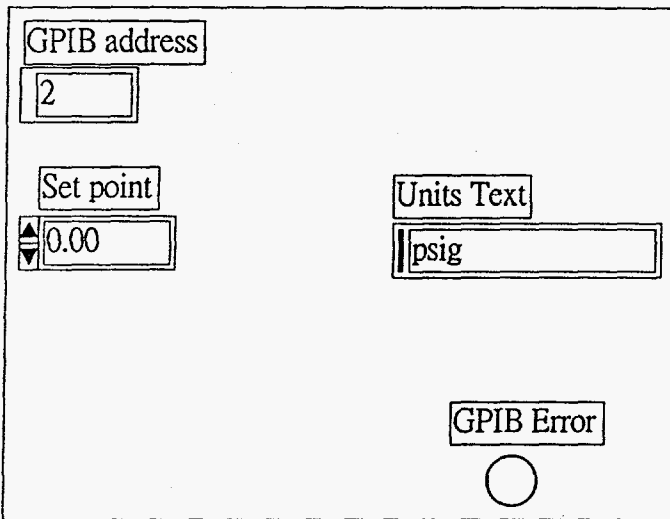 GPIB address
2
Set point
0.00
Units Text
psig
GPIB Error